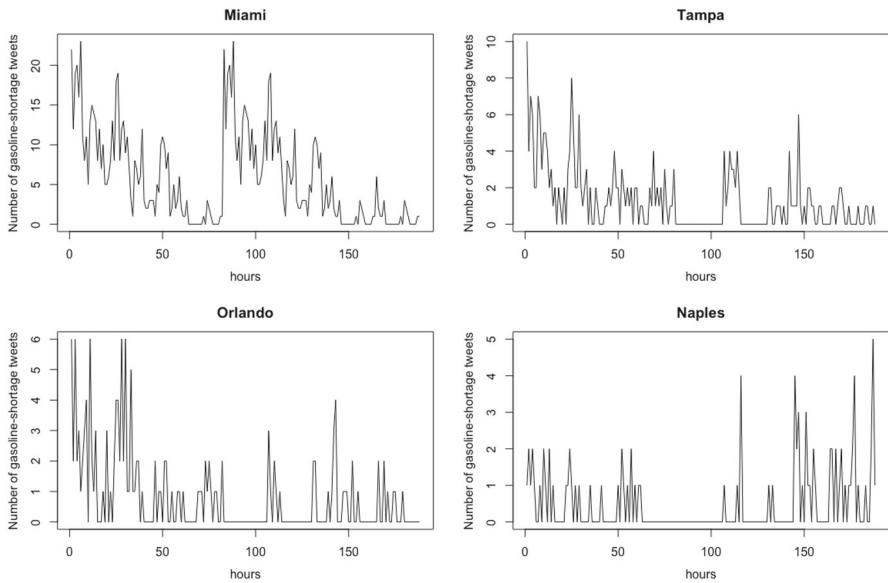 Miami
Number of gasoline-shortage tweets
0 5 10 15 20
0 50 100 150
hours
Tampa
Number of gasoline-shortage tweets
0 2 4 6 8 10
0 50 100 150
hours
Orlando
Number of gasoline-shortage tweets
0 1 2 3 4 5 6
0 50 100 150
hours
Naples
Number of gasoline-shortage tweets
0 1 2 3 4 5
0 50 100 150
hours